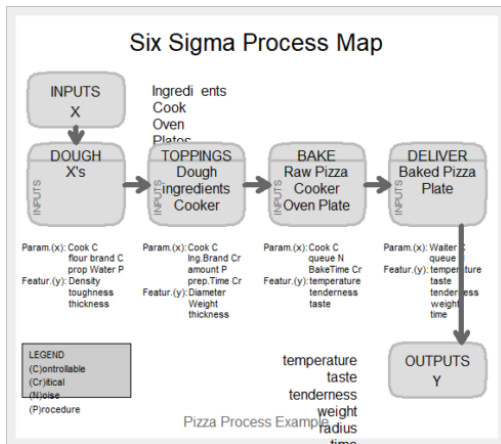 Six Sigma Process Map
INPUTS
X
Ingredi ents
Cook
Oven
Plates
DOUGH
X's
INPUTS
TOPPINGS
Dough
ingredients
Cooker
INPUTS
BAKE
Raw Pizza
Cooker
Oven Plate
INPUTS
DELIVER
Baked Pizza
Plate
INPUTS
Param.(x): Cook C
flour brand C
prop Water P
Featur.(y): Density
toughness
thickness
Param.(x): Cook C
Ing.Brand Cr
amount P
prep.Time Cr
Featur.(y): Diameter
Weight
thickness
Param.(x): Cook C
queue N
BakeTime Cr
Featur.(y): temperature
tenderness
taste
Param.(x): Waiter C
queue N
Featur.(y): temperature
taste
tenderness
weight
time
LEGEND
(C)ontrollable
(Cr)itical
(N)oise
(P)rocedure
temperature
taste
tenderness
weight
radius
time
OUTPUTS
Y
Pizza Process Example